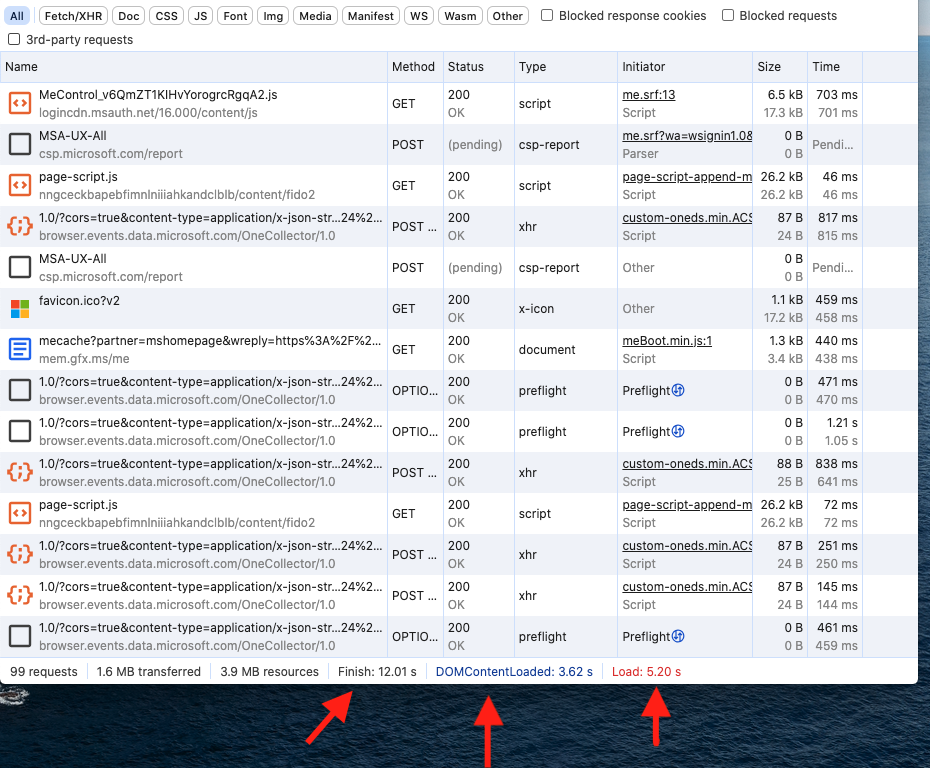 All Fetch/XHR Doc CSS JS Font Img Media Manifest WS Wasm Other Blocked response cookies Blocked requests
3rd-party requests
Name Method Status Type Initiator Size Time
MeControl_v6QmZT1KIHvYorogrcRgqA2.js GET 200 script me.srf:13 6.5 kB 703 ms
logincdn.msauth.net/16.000/content/js OK Script 17.3 kB 701 ms
MSA-UX-All POST (pending) csp-report me.srf?wa=wsignin1.0& 0 B Pendi...
csp.microsoft.com/report Parser 0 B
page-script.js GET 200 script page-script-append-m 26.2 kB 46 ms
nngceckbapebfimnlniiiahkandclblb/content/fido2 OK Script 26.2 kB 46 ms
1.0/?cors=true&content-type=application/x-json-str...24%2... POST ... 200 xhr custom-oneds.min.ACS 87 B 817 ms
browser.events.data.microsoft.com/OneCollector/1.0 OK Script 24 B 815 ms
MSA-UX-All POST (pending) csp-report Other 0 B Pendi...
csp.microsoft.com/report 0 B
favicon.ico?v2 GET 200 x-icon Other 1.1 kB 459 ms
OK 17.2 kB 458 ms
mecache?partner=mshomepage&wreply=https%3A%2F%2... GET 200 document meBoot.min.js:1 1.3 kB 440 ms
mem.gfx.ms/me OK Script 3.4 kB 438 ms
1.0/?cors=true&content-type=application/x-json-str...24%2... OPTIO... 200 preflight Preflight 0 B 471 ms
browser.events.data.microsoft.com/OneCollector/1.0 OK 0 B 470 ms
1.0/?cors=true&content-type=application/x-json-str...24%2... OPTIO... 200 preflight Preflight 0 B 1.21 s
browser.events.data.microsoft.com/OneCollector/1.0 OK 0 B 1.05 s
1.0/?cors=true&content-type=application/x-json-str...24%2... POST ... 200 xhr custom-oneds.min.ACS 88 B 838 ms
browser.events.data.microsoft.com/OneCollector/1.0 OK Script 25 B 641 ms
page-script.js GET 200 script page-script-append-m 26.2 kB 72 ms
nngceckbapebfimnlniiiahkandclblb/content/fido2 OK Script 26.2 kB 72 ms
1.0/?cors=true&content-type=application/x-json-str...24%2... POST ... 200 xhr custom-oneds.min.ACS 87 B 251 ms
browser.events.data.microsoft.com/OneCollector/1.0 OK Script 24 B 250 ms
1.0/?cors=true&content-type=application/x-json-str...24%2... POST ... 200 xhr custom-oneds.min.ACS 87 B 145 ms
browser.events.data.microsoft.com/OneCollector/1.0 OK Script 24 B 144 ms
1.0/?cors=true&content-type=application/x-json-str...24%2... OPTIO... 200 preflight Preflight 0 B 461 ms
browser.events.data.microsoft.com/OneCollector/1.0 OK 0 B 459 ms
99 requests 1.6 MB transferred 3.9 MB resources Finish: 12.01 s DOMContentLoaded: 3.62 s Load: 5.20 s